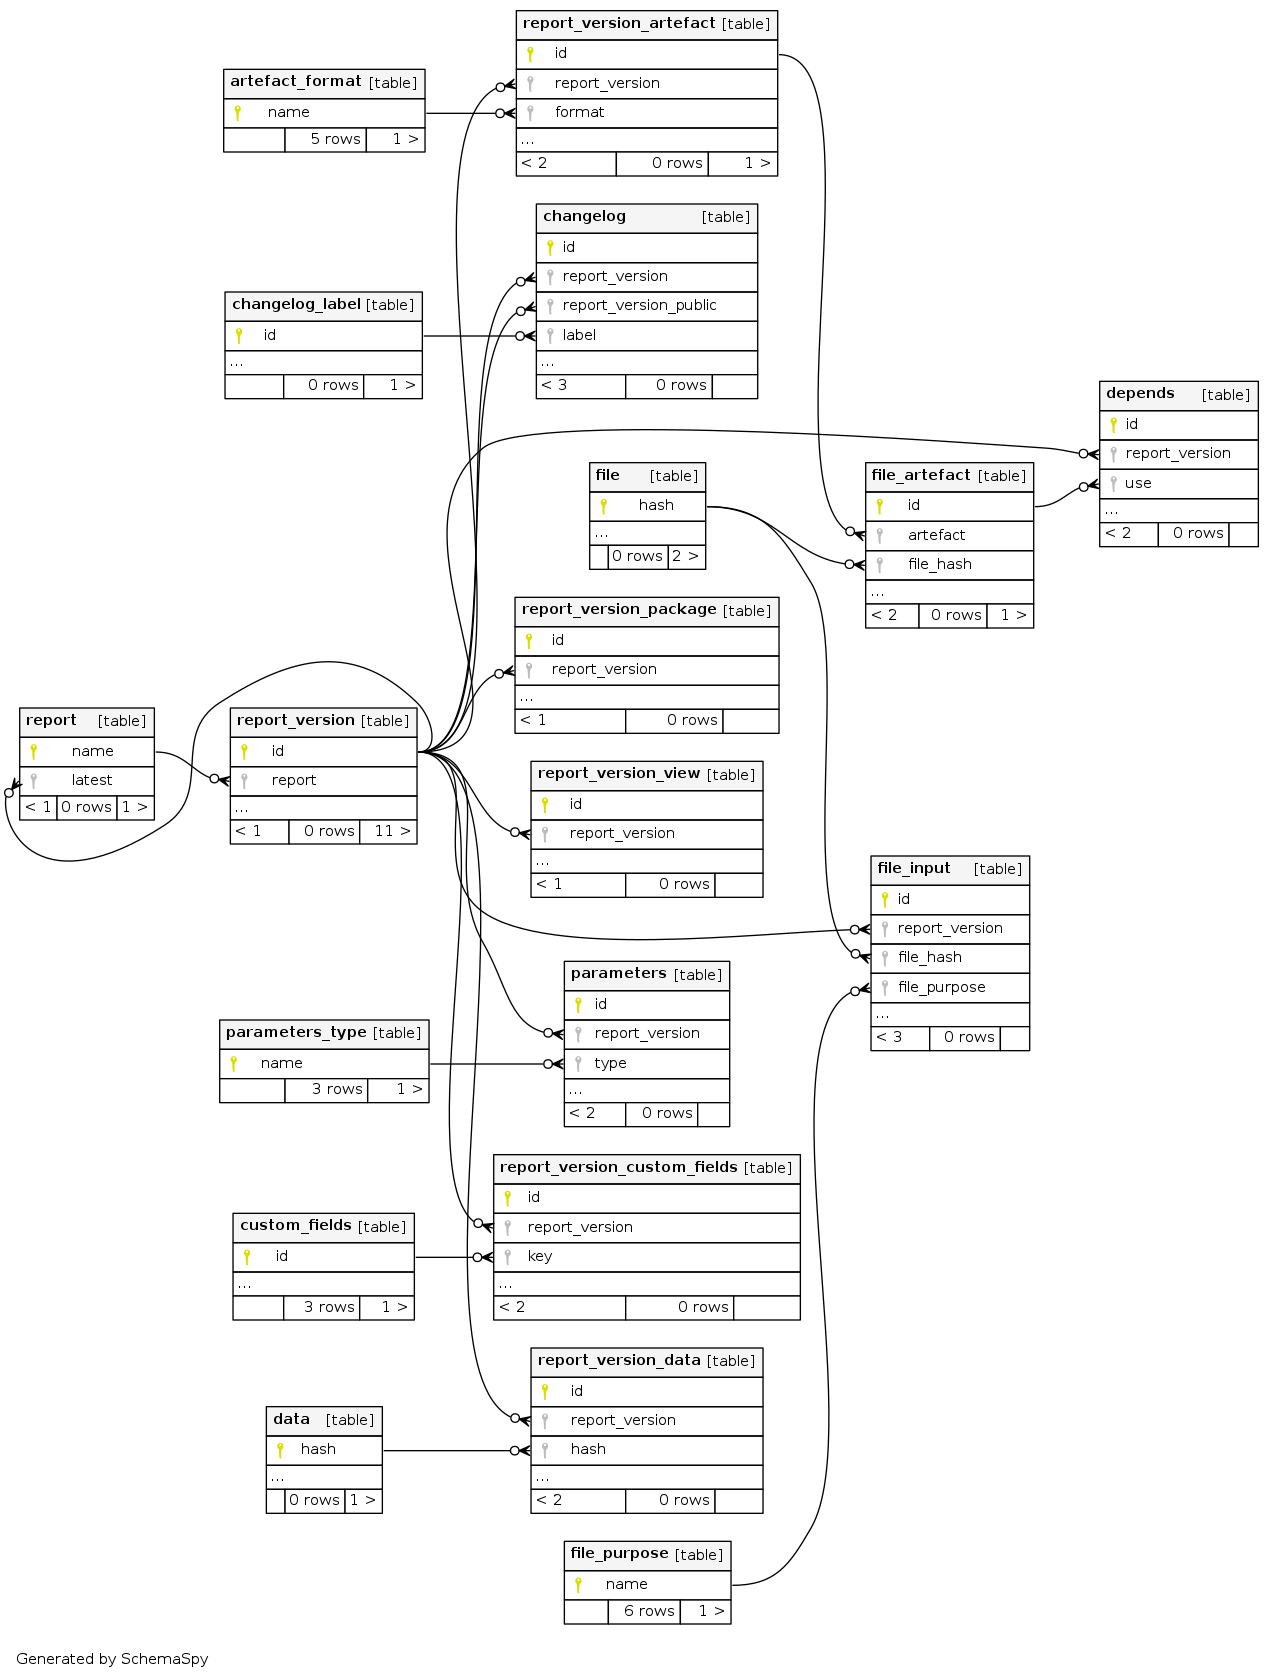 report_version_artefact [table]
id
report_version
format
...
< 2 0 rows 1 >
artefact_format [table]
name
5 rows 1 >
changelog [table]
id
report_version
report_version_public
label
...
< 3 0 rows
changelog_label [table]
id
...
0 rows 1 >
depends [table]
id
report_version
use
...
< 2 0 rows
file [table]
hash
...
0 rows 2 >
file_artefact [table]
id
artefact
file_hash
...
< 2 0 rows 1 >
report_version_package [table]
id
report_version
...
< 1 0 rows
report [table]
name
latest
< 1 0 rows 1 >
report_version [table]
id
report
...
< 1 0 rows 11 >
report_version_view [table]
id
report_version
...
< 1 0 rows
file_input [table]
id
report_version
file_hash
file_purpose
...
< 3 0 rows
parameters [table]
id
report_version
type
...
< 2 0 rows
parameters_type [table]
name
3 rows 1 >
report_version_custom_fields [table]
id
report_version
key
...
< 2 0 rows
custom_fields [table]
id
...
3 rows 1 >
report_version_data [table]
id
report_version
hash
...
< 2 0 rows
data [table]
hash
...
0 rows 1 >
file_purpose [table]
name
6 rows 1 >
Generated by SchemaSpy